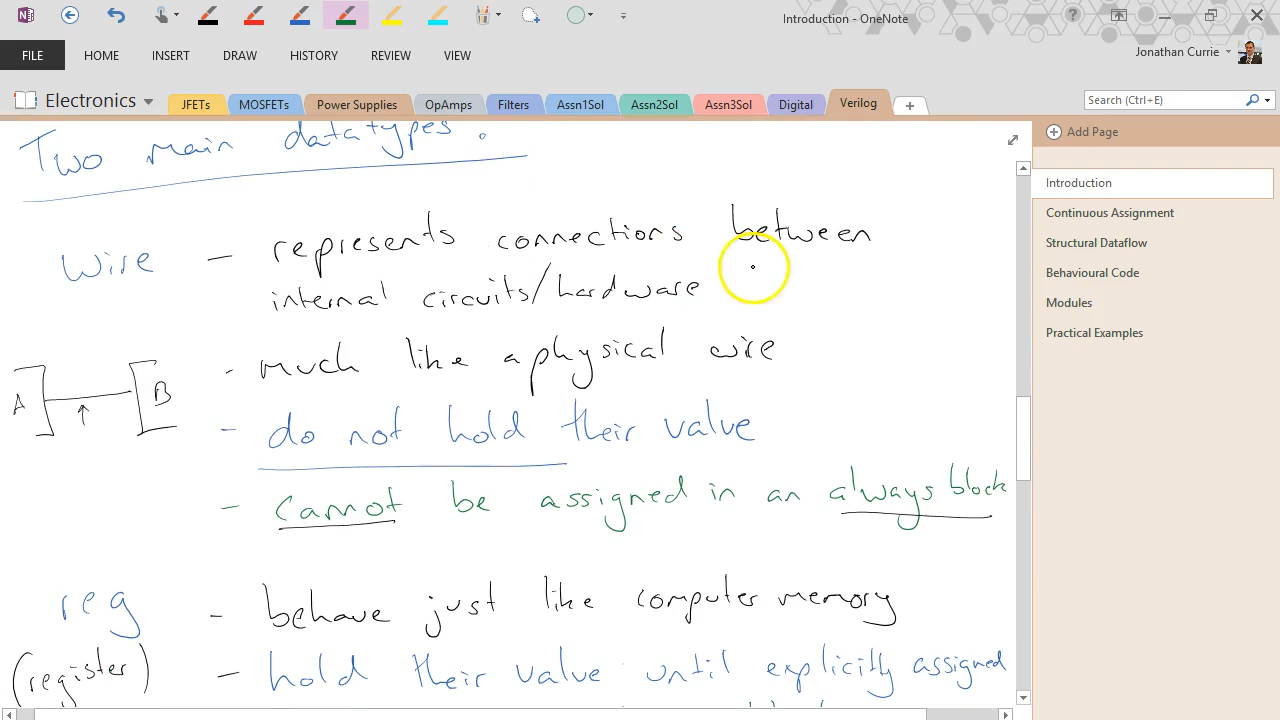 Introduction - OneNote
Jonathan Currie
FILE HOME INSERT DRAW HISTORY REVIEW VIEW
Electronics JFETs MOSFETs Power Supplies OpAmps Filters Assn1Sol Assn2Sol Assn3Sol Digital Verilog
Search (Ctrl+E)
Two main datatypes.
wire - represents connections between
internal circuits/hardware
- much like a physical wire
A B
- do not hold their value
- cannot be assigned in an always block
reg - behave just like computer memory
(register) - hold their value until explicitly assigned
Add Page
Introduction
Continuous Assignment
Structural Dataflow
Behavioural Code
Modules
Practical Examples